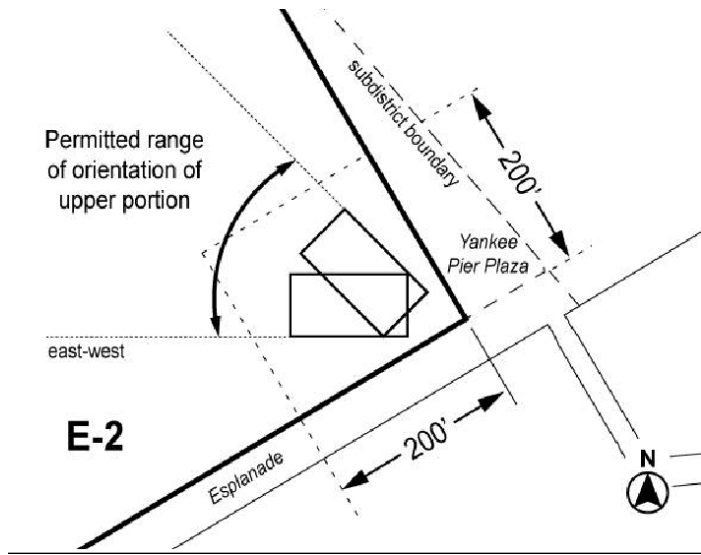 subdistrict boundary
200'
Permitted range
of orientation of
upper portion
Yankee
Pier Plaza
east-west
E-2
200'
Esplanade
N